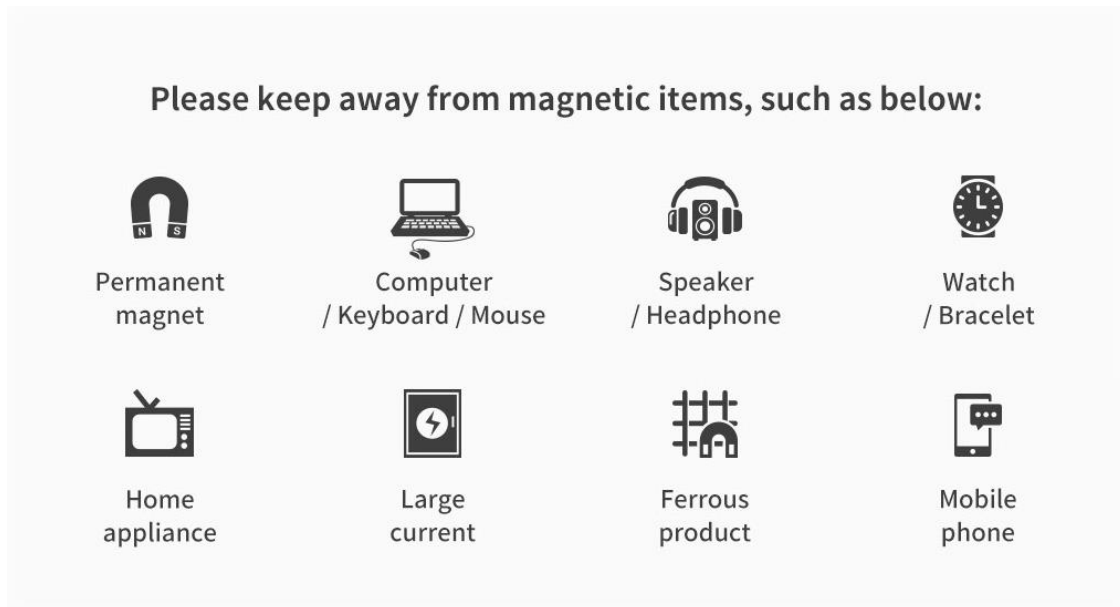 Please keep away from magnetic items, such as below:
N S
Permanent
magnet
Computer
/ Keyboard / Mouse
Speaker
/ Headphone
Watch
/ Bracelet
Home
appliance
Large
current
Ferrous
product
Mobile
phone